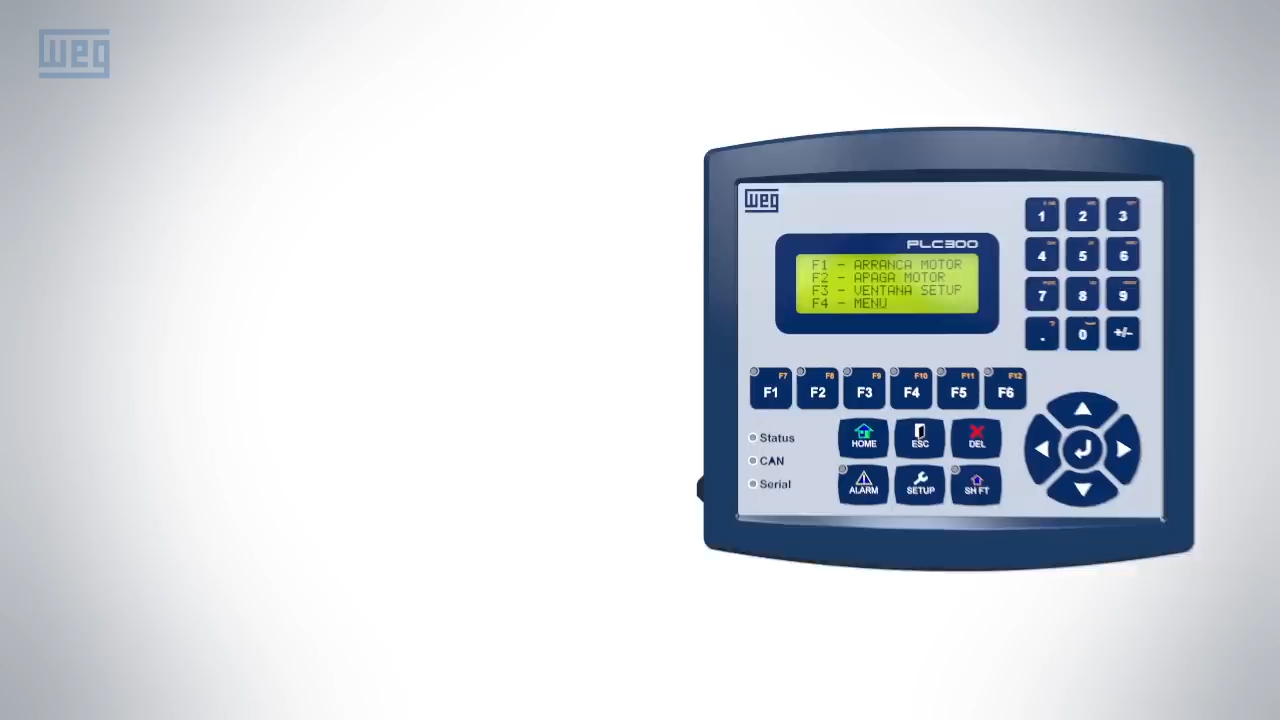 weg
weg
PLC300
F1 - ARRANCA MOTOR
F2 - APAGA MOTOR
F3 - VENTANA SETUP
F4 - MENU
1 2 3
4 5 6
7 8 9
. 0 +/-
F7 F8 F9 F10 F11 F12
F1 F2 F3 F4 F5 F6
Status
CAN
Serial
HOME ESC DEL
ALARM SETUP SH FT